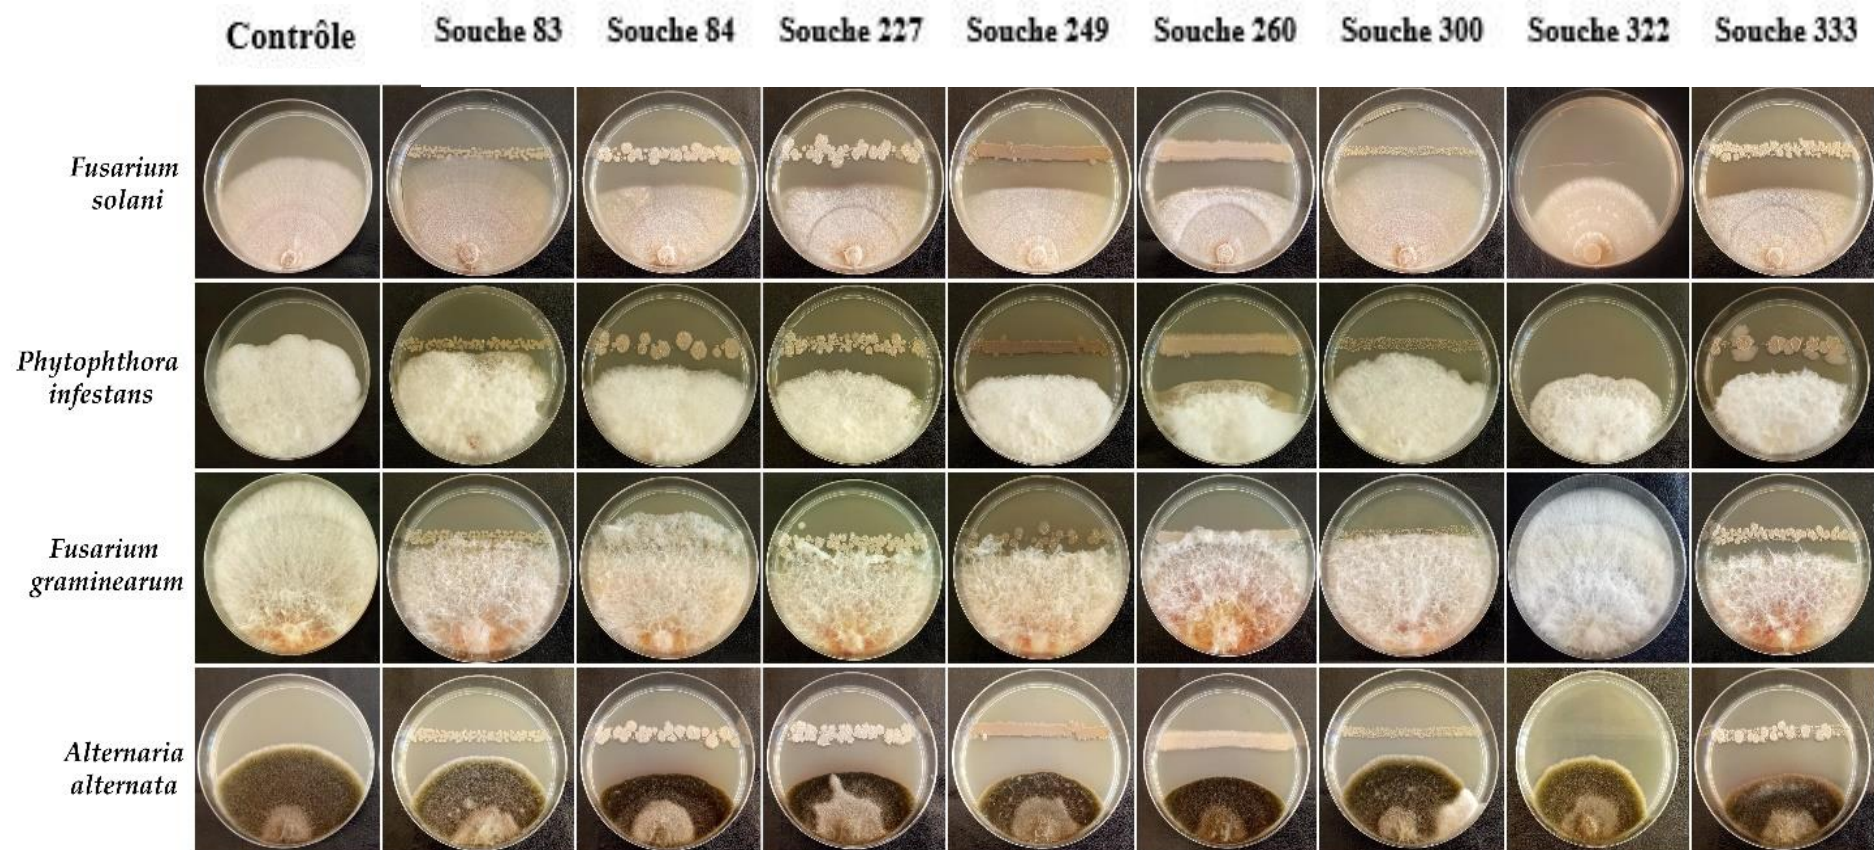 Contrôle Souche 83 Souche 84 Souche 227 Souche 249 Souche 260 Souche 300 Souche 322 Souche 333
Fusarium
solani
Phytophthora
infestans
Fusarium
graminearum
Alternaria
alternata